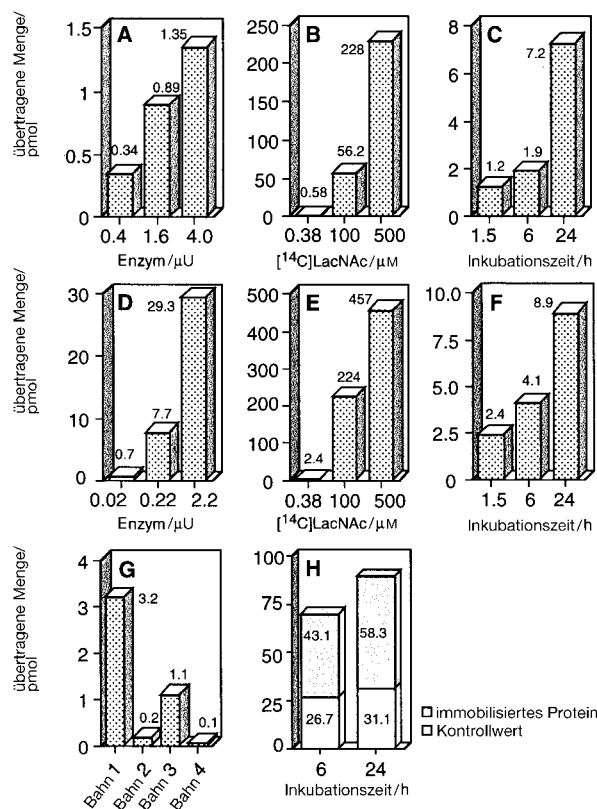 übertragene Menge/
pmol
A
1.5
1
0.5
0
0.34
0.89
1.35
0.4 1.6 4.0
Enzym/µU
B
250
200
150
100
50
0
0.58
56.2
228
0.38 100 500
[¹⁴C]LacNAc/µM
C
8
6
4
2
0
1.2
1.9
7.2
1.5 6 24
Inkubationszeit/h
übertragene Menge/
pmol
D
30
20
10
0
0.7
7.7
29.3
0.02 0.22 2.2
Enzym/µU
E
500
400
300
200
100
0
2.4
224
457
0.38 100 500
[¹⁴C]LacNAc/µM
F
10.0
7.5
5.0
2.5
0
2.4
4.1
8.9
1.5 6 24
Inkubationszeit/h
übertragene Menge/
pmol
G
4
3
2
1
0
3.2
0.2
1.1
0.1
Bahn 1
Bahn 2
Bahn 3
Bahn 4
H
100
75
50
25
0
43.1
58.3
26.7
31.1
6 24
Inkubationszeit/h
immobilisiertes Protein
Kontrollwert